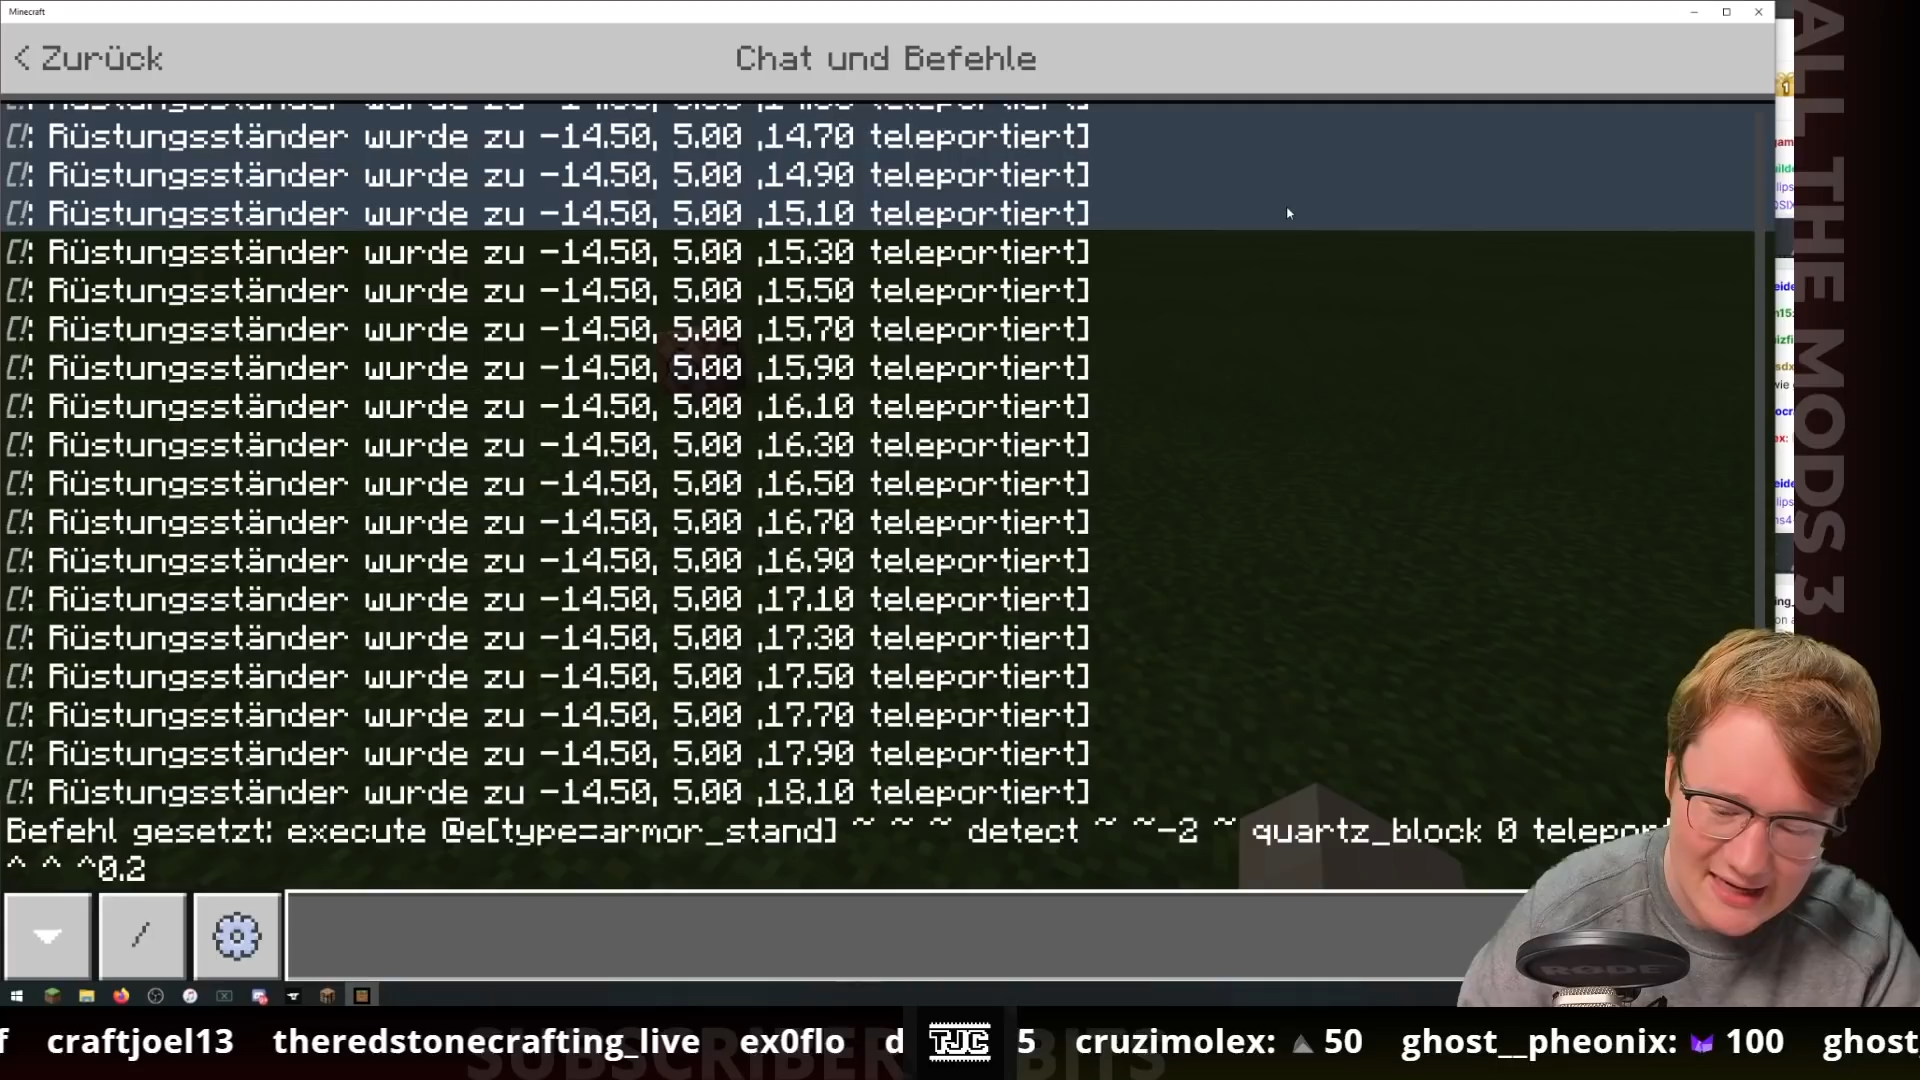 Minecraft
< Zurück
Chat und Befehle
[!: Rüstungsständer wurde zu -14.50, 5.00 ,14.70 teleportiert]
[!: Rüstungsständer wurde zu -14.50, 5.00 ,14.90 teleportiert]
[!: Rüstungsständer wurde zu -14.50, 5.00 ,15.10 teleportiert]
[!: Rüstungsständer wurde zu -14.50, 5.00 ,15.30 teleportiert]
[!: Rüstungsständer wurde zu -14.50, 5.00 ,15.50 teleportiert]
[!: Rüstungsständer wurde zu -14.50, 5.00 ,15.70 teleportiert]
[!: Rüstungsständer wurde zu -14.50, 5.00 ,15.90 teleportiert]
[!: Rüstungsständer wurde zu -14.50, 5.00 ,16.10 teleportiert]
[!: Rüstungsständer wurde zu -14.50, 5.00 ,16.30 teleportiert]
[!: Rüstungsständer wurde zu -14.50, 5.00 ,16.50 teleportiert]
[!: Rüstungsständer wurde zu -14.50, 5.00 ,16.70 teleportiert]
[!: Rüstungsständer wurde zu -14.50, 5.00 ,16.90 teleportiert]
[!: Rüstungsständer wurde zu -14.50, 5.00 ,17.10 teleportiert]
[!: Rüstungsständer wurde zu -14.50, 5.00 ,17.30 teleportiert]
[!: Rüstungsständer wurde zu -14.50, 5.00 ,17.50 teleportiert]
[!: Rüstungsständer wurde zu -14.50, 5.00 ,17.70 teleportiert]
[!: Rüstungsständer wurde zu -14.50, 5.00 ,17.90 teleportiert]
[!: Rüstungsständer wurde zu -14.50, 5.00 ,18.10 teleportiert]
Befehl gesetzt: execute @e[type=armor_stand] ~ ~ ~ detect ~ ~-2 ~ quartz_block 0 telepor
^ ^ ^0.2
/
ALL THE MODS 3
RØDE
f craftjoel13 theredstonecrafting_live ex0flo d TJC 5 cruzimolex: 50 ghost__pheonix: 100 ghost_
SUBSCRIBER BITS